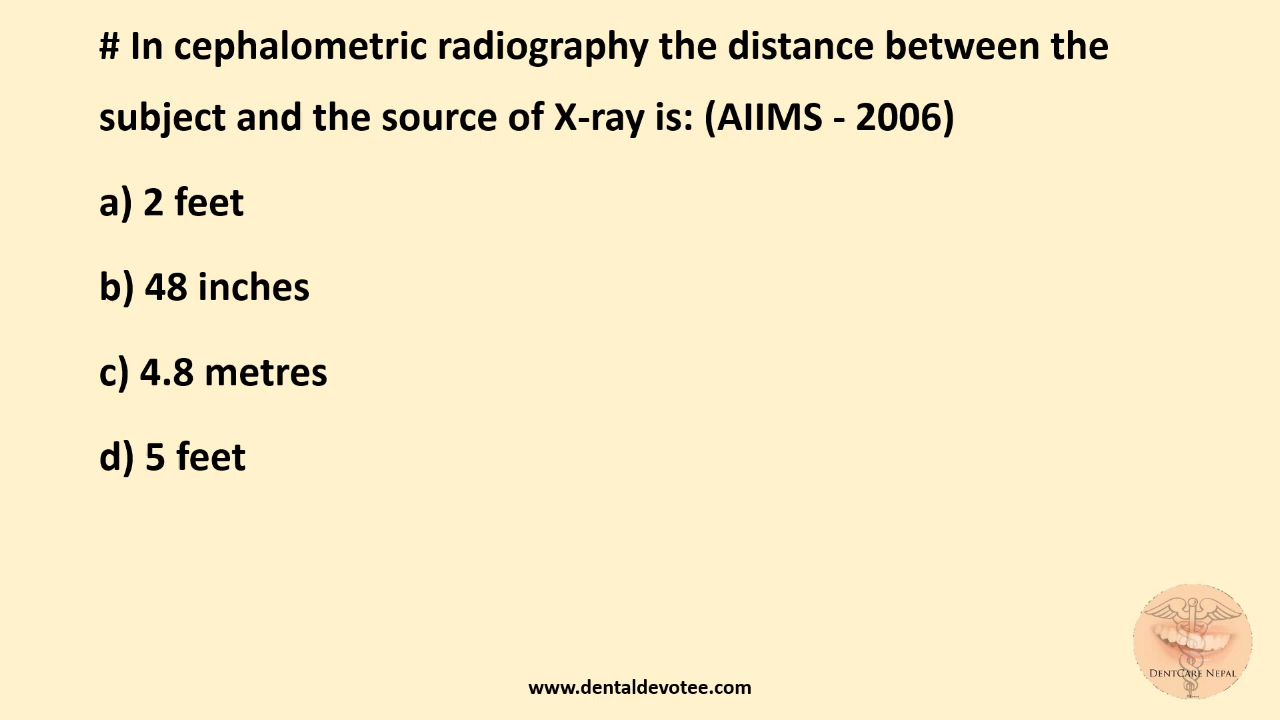 # In cephalometric radiography the distance between the
subject and the source of X-ray is: (AIIMS - 2006)
a) 2 feet
b) 48 inches
c) 4.8 metres
d) 5 feet
DentCare Nepal
www.dentaldevotee.com